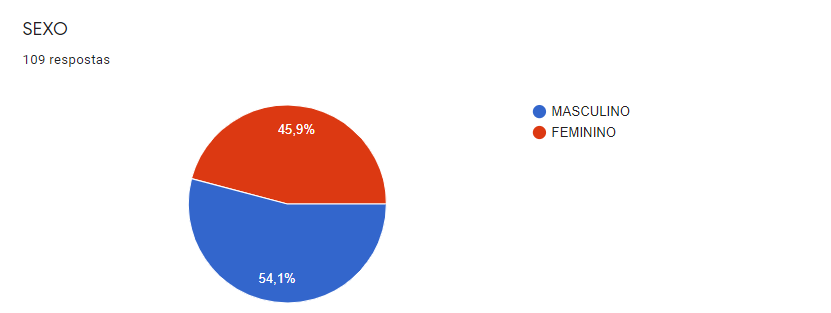 SEXO
109 respostas
45,9%
54,1%
MASCULINO
FEMININO